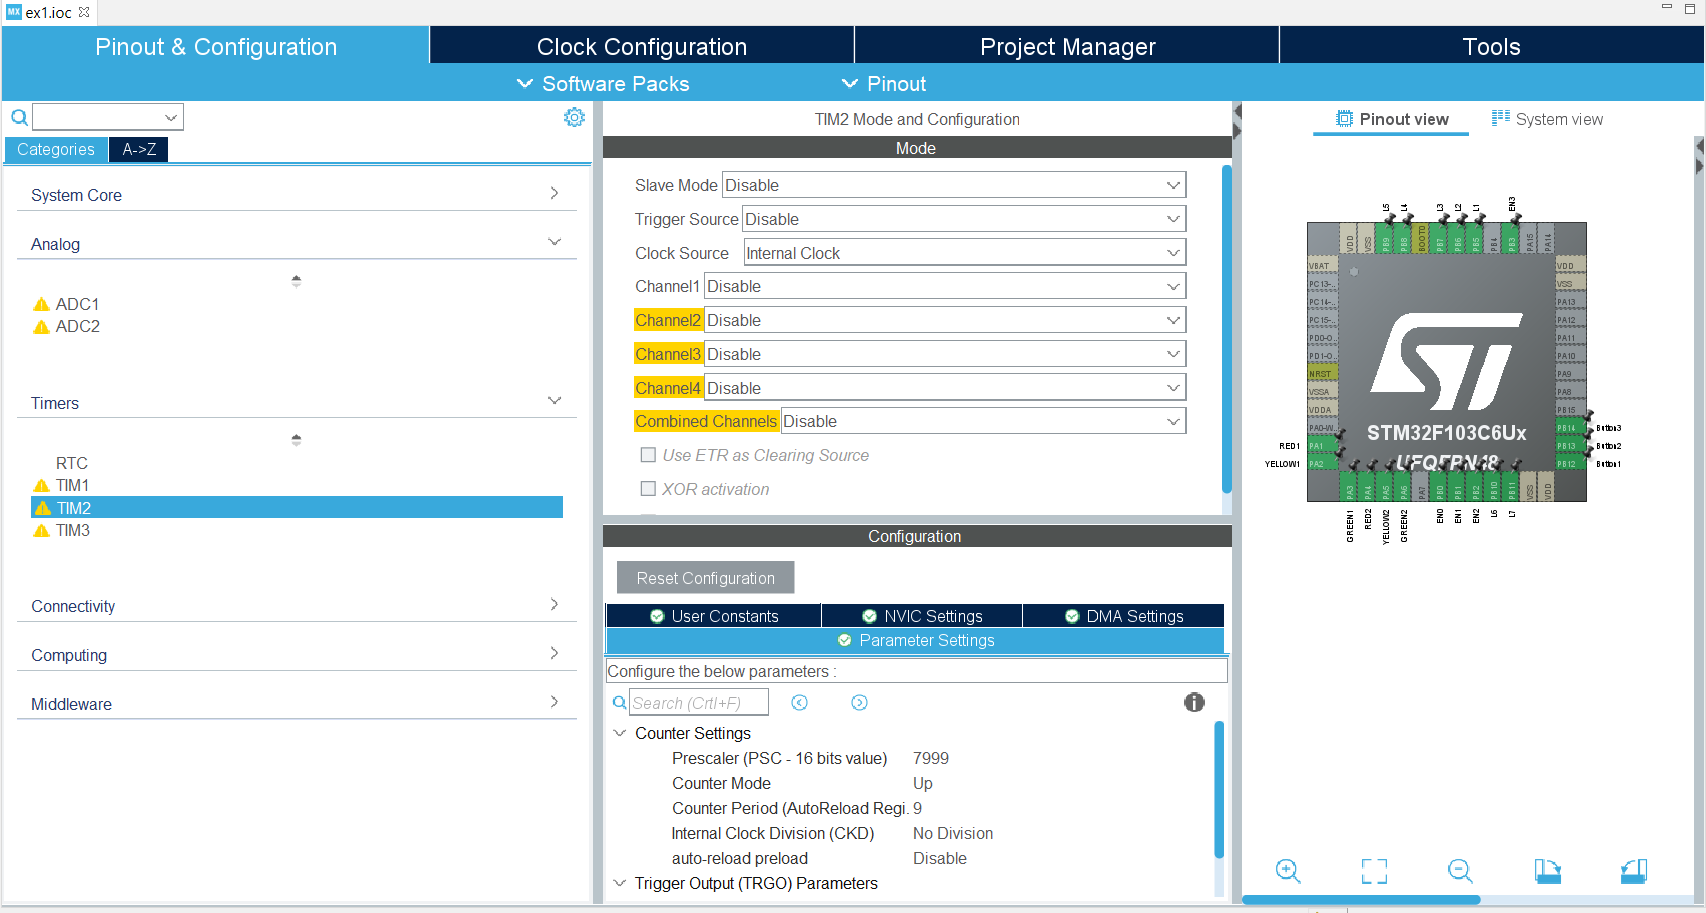 MX ex1.ioc
Pinout & Configuration
Clock Configuration
Project Manager
Tools
Software Packs
Pinout
Categories
A->Z
System Core
Analog
ADC1
ADC2
Timers
RTC
TIM1
TIM2
TIM3
Connectivity
Computing
Middleware
TIM2 Mode and Configuration
Mode
Slave Mode Disable
Trigger Source Disable
Clock Source Internal Clock
Channel1 Disable
Channel2 Disable
Channel3 Disable
Channel4 Disable
Combined Channels Disable
Use ETR as Clearing Source
XOR activation
Configuration
Reset Configuration
User Constants
NVIC Settings
DMA Settings
Parameter Settings
Configure the below parameters :
Search (Crtl+F)
Counter Settings
Prescaler (PSC - 16 bits value) 7999
Counter Mode Up
Counter Period (AutoReload Regi. 9
Internal Clock Division (CKD) No Division
auto-reload preload Disable
Trigger Output (TRGO) Parameters
Pinout view
System view
L5
L4
L3
L2
L1
EN3
VDD
VSS
PB9
PB8
BOOT0
PB7
PB6
PB5
PB4
PB3
PA15
PA14
VBAT
PC13-..
PC14-..
PC15-..
PD0-O..
PD1-O..
NRST
VSSA
VDDA
PA0-W..
RED1 PA1
YELLOW1 PA2
VDD
VSS
PA13
PA12
PA11
PA10
PA9
PA8
PB15
PB14 Button3
PB13 Button2
PB12 Button1
ST
STM32F103C6Ux
UFQFPN48
PA3
PA4
PA5
PA6
PA7
PB0
PB1
PB2
PB10
PB11
VSS
VDD
GREEN1
RED2
YELLOW2
GREEN2
EN0
EN1
EN2
L6
L7